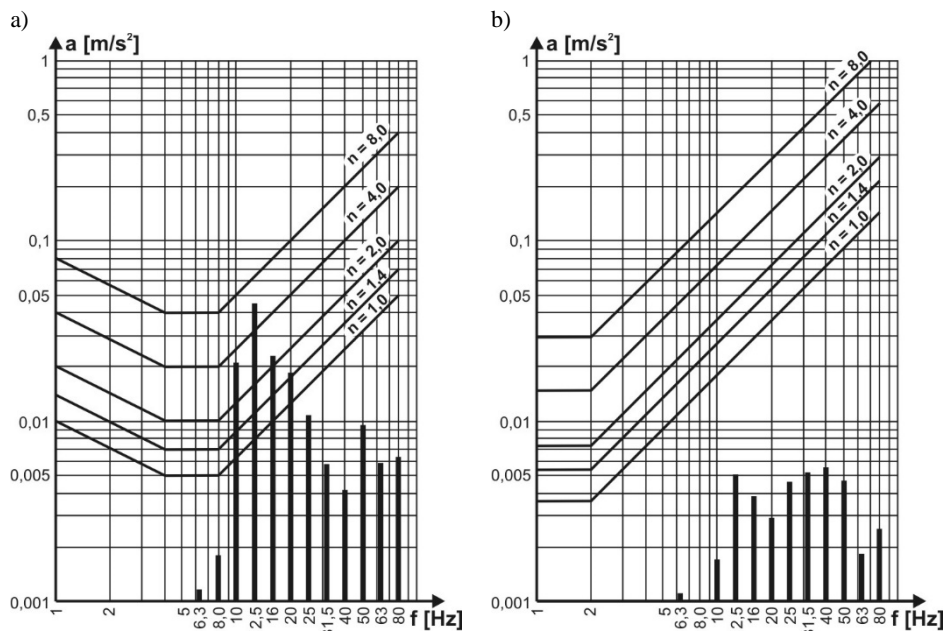 a)
a [m/s²]
1
0,5
0,1
0,05
0,01
0,005
0,001
n = 8,0
n = 4,0
n = 2,0
n = 1,4
n = 1,0
1
2
5
6,3
8,0
10
2,5
16
20
25
31,5
40
50
63
80
f [Hz]
b)
a [m/s²]
1
0,5
0,1
0,05
0,01
0,005
0,001
n = 8,0
n = 4,0
n = 2,0
n = 1,4
n = 1,0
1
2
5
6,3
8,0
10
2,5
16
20
25
31,5
40
50
63
80
f [Hz]